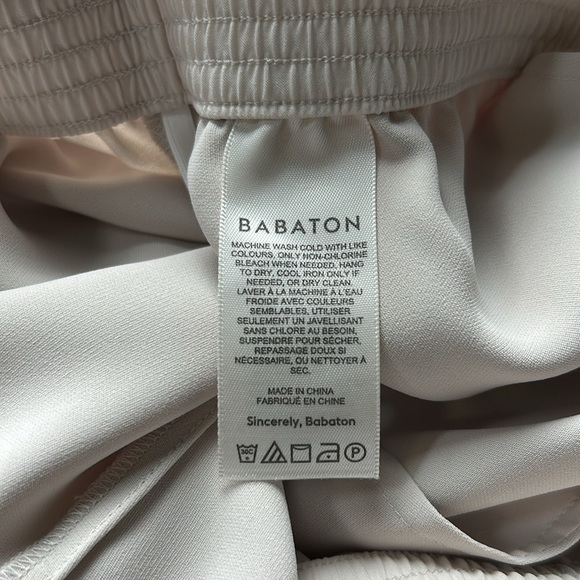 BABATON
MACHINE WASH COLD WITH LIKE
COLOURS, ONLY NON-CHLORINE
BLEACH WHEN NEEDED, HANG
TO DRY, COOL IRON ONLY IF
NEEDED, OR DRY CLEAN.
LAVER À LA MACHINE À L'EAU
FROIDE AVEC COULEURS
SEMBLABLES, UTILISER
SEULEMENT UN JAVELLISANT
SANS CHLORE AU BESOIN,
SUSPENDRE POUR SÉCHER,
REPASSAGE DOUX SI
NÉCESSAIRE, OU NETTOYER À
SEC.
MADE IN CHINA
FABRIQUÉ EN CHINE
Sincerely, Babaton
30C P